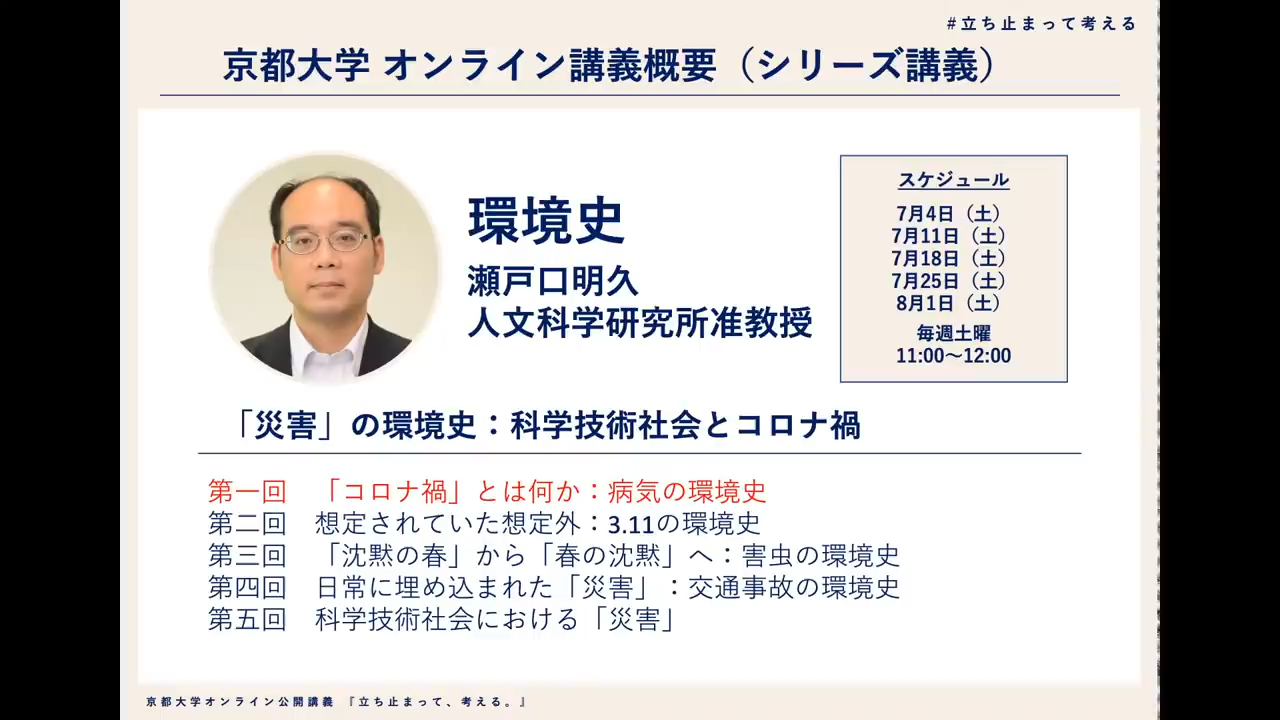 #立ち止まって考える
京都大学 オンライン講義概要（シリーズ講義）
環境史
瀬戸口明久
人文科学研究所准教授
スケジュール
7月4日（土）
7月11日（土）
7月18日（土）
7月25日（土）
8月1日（土）
毎週土曜
11:00～12:00
「災害」の環境史：科学技術社会とコロナ禍
第一回　「コロナ禍」とは何か：病気の環境史
第二回　想定されていた想定外：3.11の環境史
第三回　「沈黙の春」から「春の沈黙」へ：害虫の環境史
第四回　日常に埋め込まれた「災害」：交通事故の環境史
第五回　科学技術社会における「災害」
京都大学オンライン公開講義 『立ち止まって、考える。』